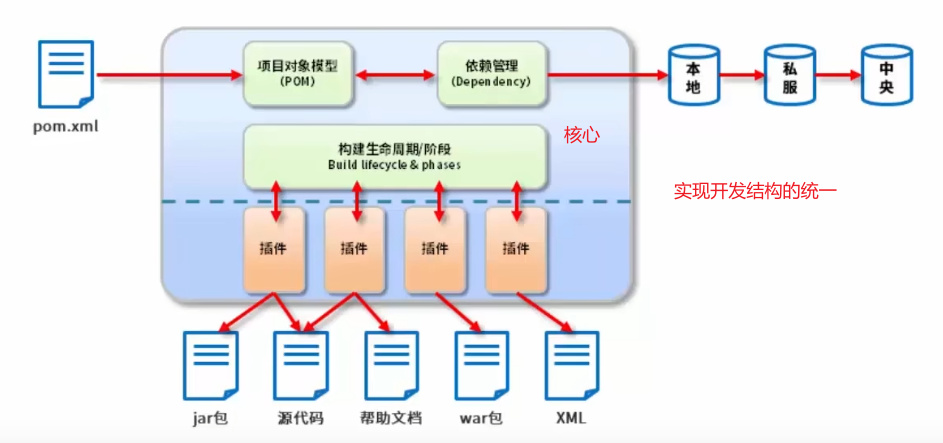 pom.xml
项目对象模型
(POM)
依赖管理
(Dependency)
本
地
私
服
中
央
核心
构建生命周期/阶段
Build lifecycle & phases
实现开发结构的统一
插件
插件
插件
插件
jar包
源代码
帮助文档
war包
XML